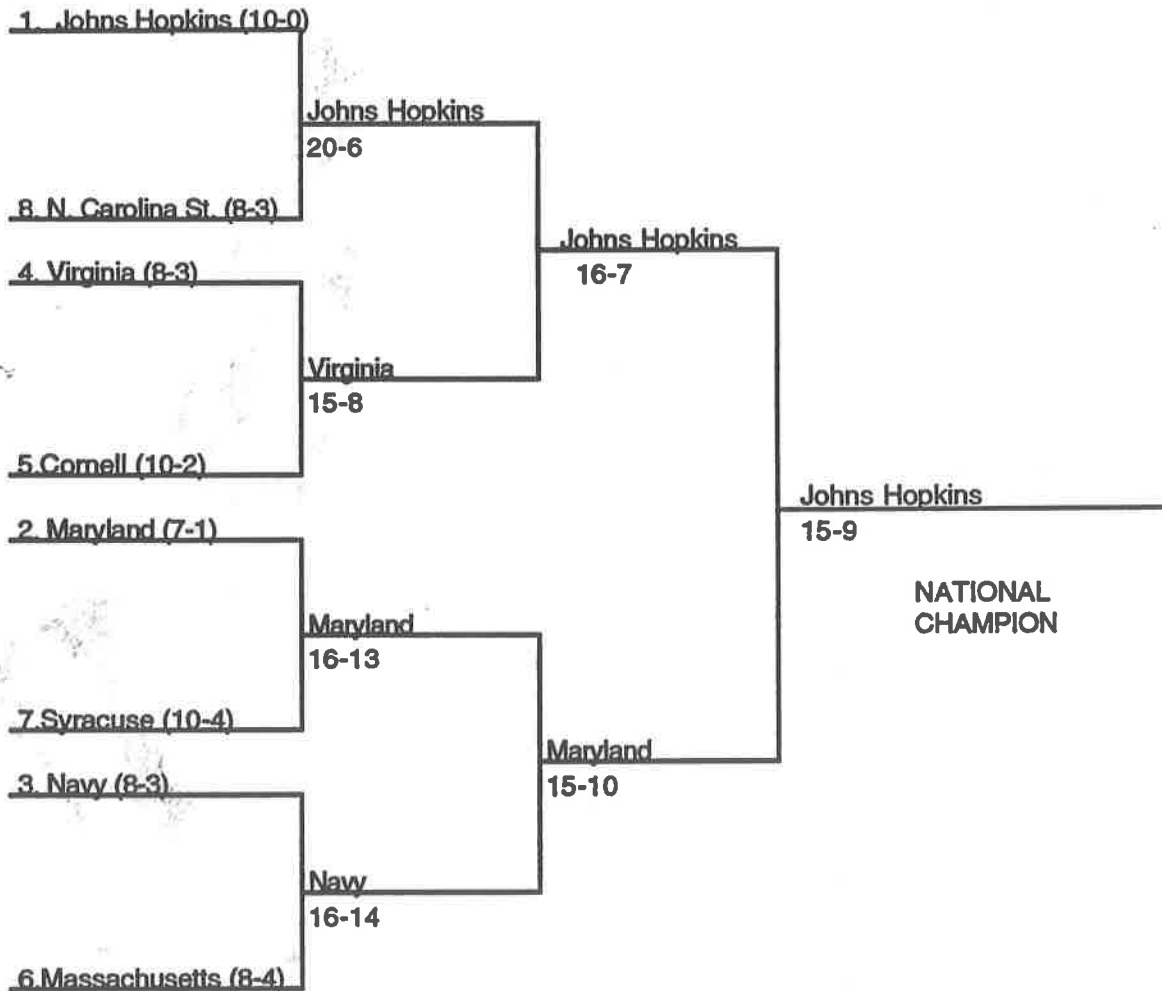 1. Johns Hopkins (10-0)
Johns Hopkins
20-6
8. N. Carolina St. (8-3)
Johns Hopkins
16-7
4. Virginia (8-3)
Virginia
15-8
5.Cornell (10-2)
Johns Hopkins
15-9
2. Maryland (7-1)
NATIONAL
CHAMPION
Maryland
16-13
7.Syracuse (10-4)
Maryland
15-10
3. Navy (8-3)
Navy
16-14
6.Massachusetts (8-4)